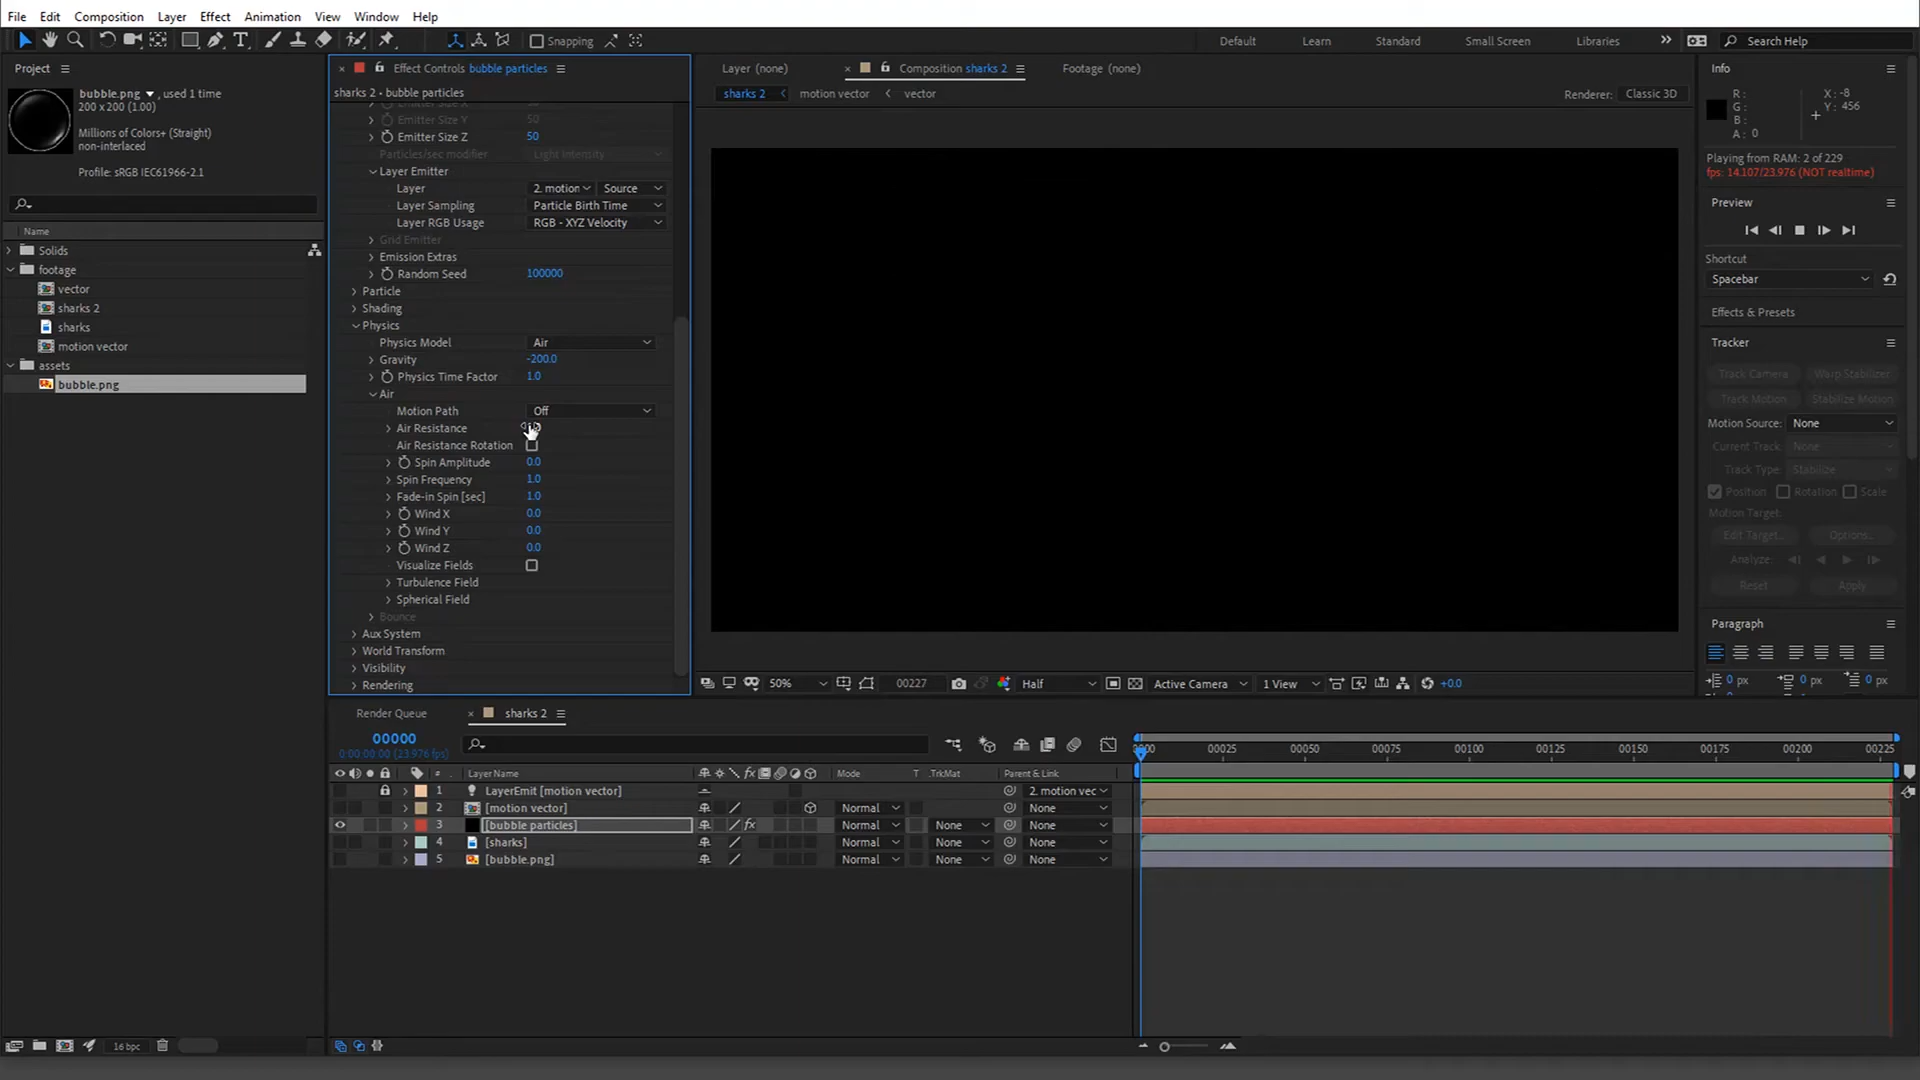 File Edit Composition Layer Effect Animation View Window Help
Snapping
Default Learn Standard Small Screen Libraries Search Help
Project
bubble.png , used 1 time
200 x 200 (1.00)
Millions of Colors+ (Straight)
non-interlaced
Profile: sRGB IEC61966-2.1
Name
Solids
footage
vector
sharks 2
sharks
motion vector
assets
bubble.png
16 bpc
Effect Controls bubble particles
sharks 2 • bubble particles
Emitter Size Y 50
Emitter Size Z 50
Particles/sec modifier Light Intensity
Layer Emitter
Layer 2. motion Source
Layer Sampling Particle Birth Time
Layer RGB Usage RGB - XYZ Velocity
Grid Emitter
Emission Extras
Random Seed 100000
Particle
Shading
Physics
Physics Model Air
Gravity -200.0
Physics Time Factor 1.0
Air
Motion Path Off
Air Resistance
Air Resistance Rotation
Spin Amplitude 0.0
Spin Frequency 1.0
Fade-in Spin [sec] 1.0
Wind X 0.0
Wind Y 0.0
Wind Z 0.0
Visualize Fields
Turbulence Field
Spherical Field
Bounce
Aux System
World Transform
Visibility
Rendering
Layer (none) Composition sharks 2 Footage (none)
sharks 2 motion vector vector
Renderer: Classic 3D
50% 00227 Half Active Camera 1 View +0.0
Info
R: X: -8
G: Y: 456
B:
A: 0
Playing from RAM: 2 of 229
fps: 14.107/23.976 (NOT realtime)
Preview
Shortcut
Spacebar
Effects & Presets
Tracker
Track Camera Warp Stabilizer
Track Motion Stabilize Motion
Motion Source: None
Current Track: None
Track Type: Stabilize
Position Rotation Scale
Motion Target:
Edit Target... Options...
Analyze:
Reset Apply
Paragraph
0 px 0 px 0 px
Render Queue sharks 2
00000
0:00:00:00 (23.976 fps)
0000 00025 00050 00075 00100 00125 00150 00175 00200 00225
# Layer Name Mode T .TrkMat Parent & Link
1 LayerEmit [motion vector] 2. motion vec
2 [motion vector] Normal None
3 [bubble particles] Normal None None
4 [sharks] Normal None None
5 [bubble.png] Normal None None